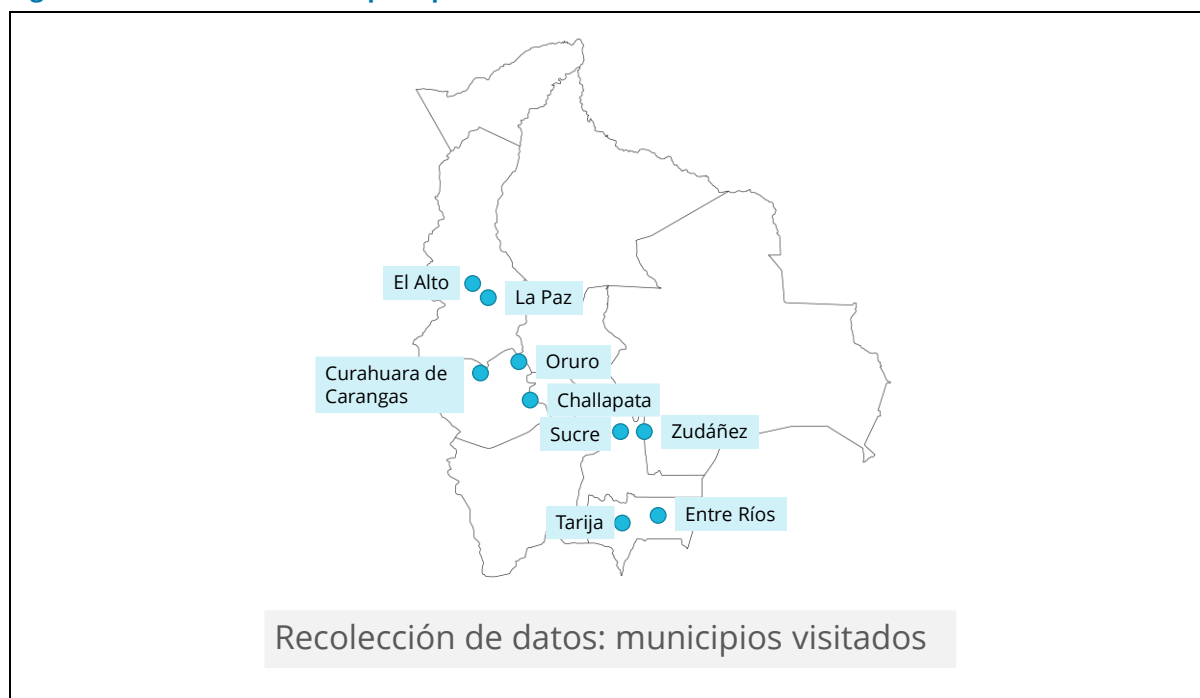 El Alto
La Paz
Oruro
Curahuara de
Carangas
Challapata
Sucre
Zudáñez
Entre Ríos
Tarija
Recolección de datos: municipios visitados